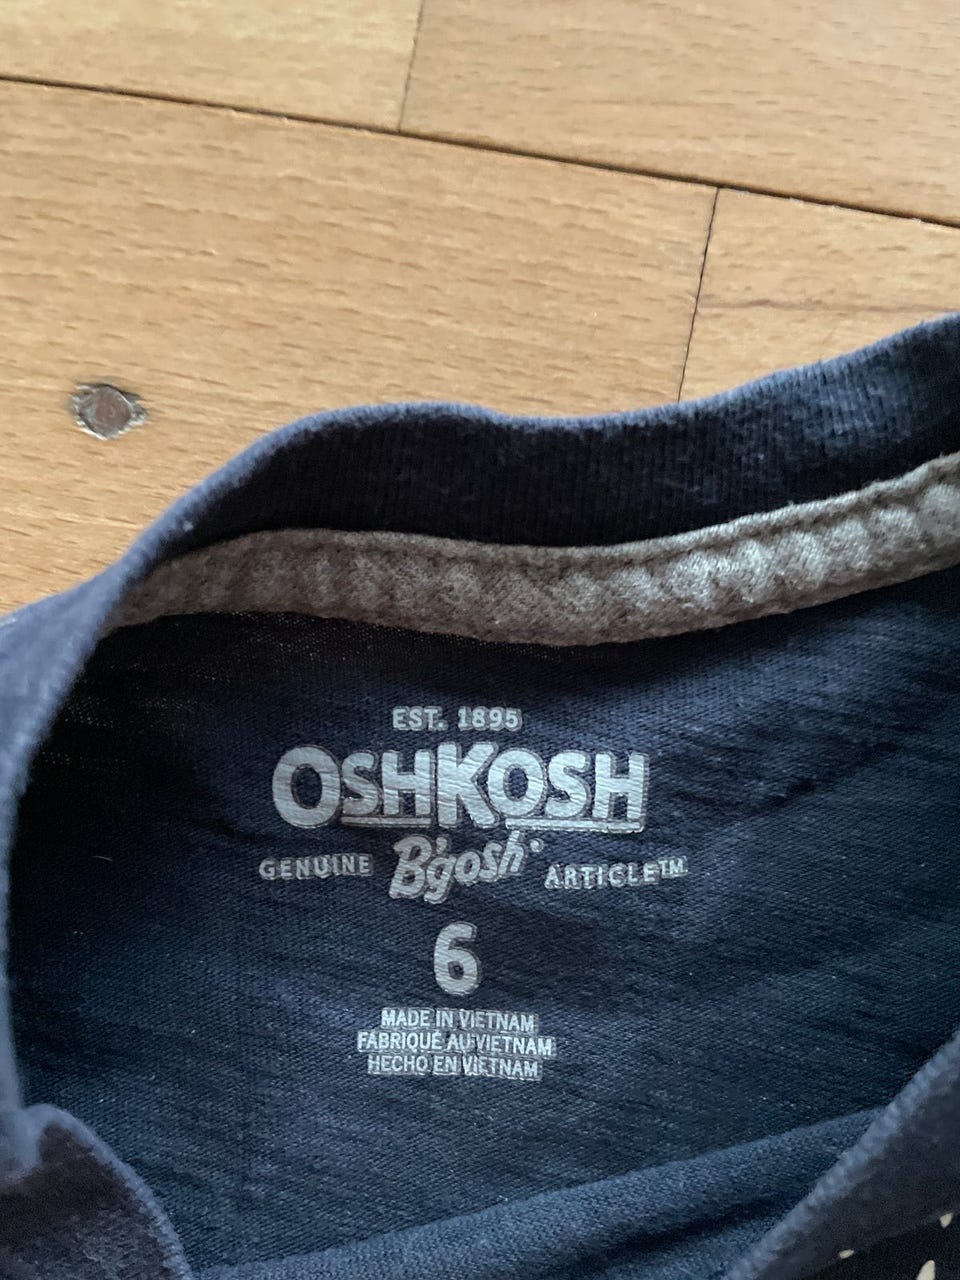 EST. 1895
OSHKOSH
GENUINE B'gosh® ARTICLE™
6
MADE IN VIETNAM
FABRIQUÉ AU VIETNAM
HECHO EN VIETNAM